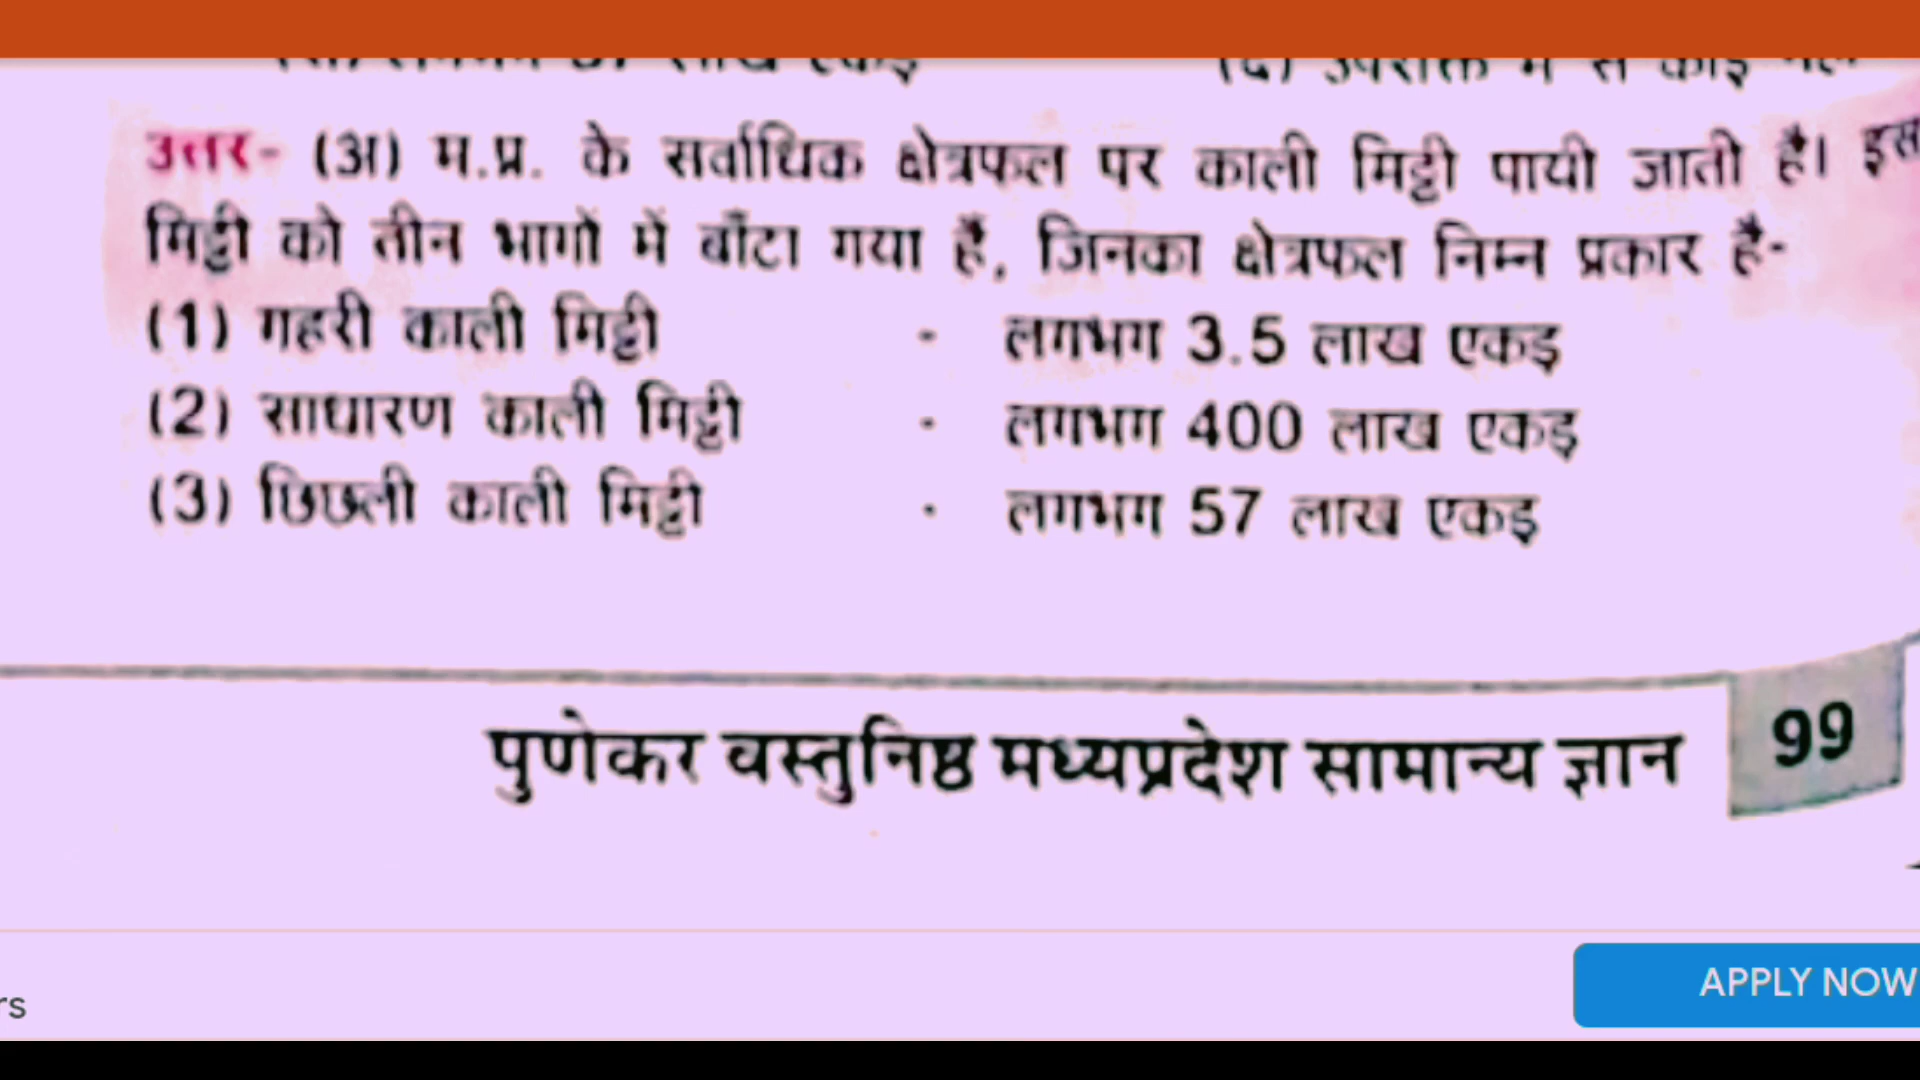 उत्तर- (अ) म.प्र. के सर्वाधिक क्षेत्रफल पर काली मिट्टी पायी जाती है। इस
मिट्टी को तीन भागों में बाँटा गया हैं, जिनका क्षेत्रफल निम्न प्रकार है-
(1) गहरी काली मिट्टी - लगभग 3.5 लाख एकड़
(2) साधारण काली मिट्टी - लगभग 400 लाख एकड़
(3) छिछली काली मिट्टी - लगभग 57 लाख एकड़
पुणेकर वस्तुनिष्ठ मध्यप्रदेश सामान्य ज्ञान 99
rs
APPLY NOW